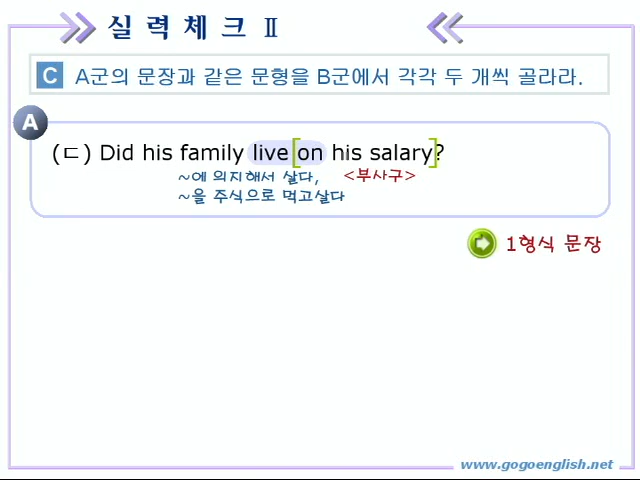 실 력 체 크 Ⅱ
C A군의 문장과 같은 문형을 B군에서 각각 두 개씩 골라라.
A
(ㄷ) Did his family live[on his salary]?
~에 의지해서 살다, <부사구>
~을 주식으로 먹고살다
1형식 문장
www.gogoenglish.net